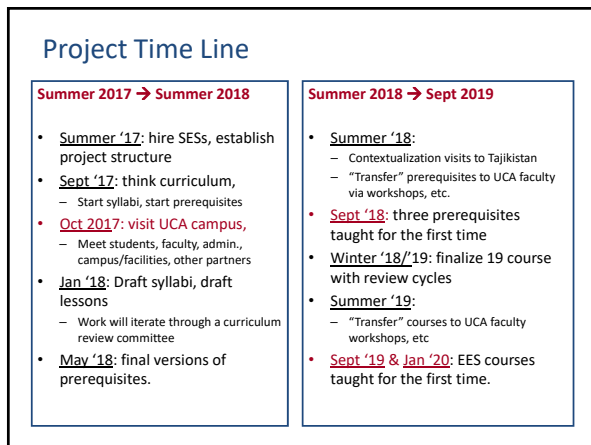 Project Time Line
Summer 2017 → Summer 2018
• Summer ‘17: hire SESs, establish
project structure
• Sept ‘17: think curriculum,
– Start syllabi, start prerequisites
• Oct 2017: visit UCA campus,
– Meet students, faculty, admin.,
campus/facilities, other partners
• Jan ‘18: Draft syllabi, draft
lessons
– Work will iterate through a curriculum
review committee
• May ‘18: final versions of
prerequisites.
Summer 2018 → Sept 2019
• Summer ‘18:
– Contextualization visits to Tajikistan
– “Transfer” prerequisites to UCA faculty
via workshops, etc.
• Sept ‘18: three prerequisites
taught for the first time
• Winter ‘18/’19: finalize 19 course
with review cycles
• Summer ‘19:
– “Transfer” courses to UCA faculty
workshops, etc
• Sept ‘19 & Jan ‘20: EES courses
taught for the first time.